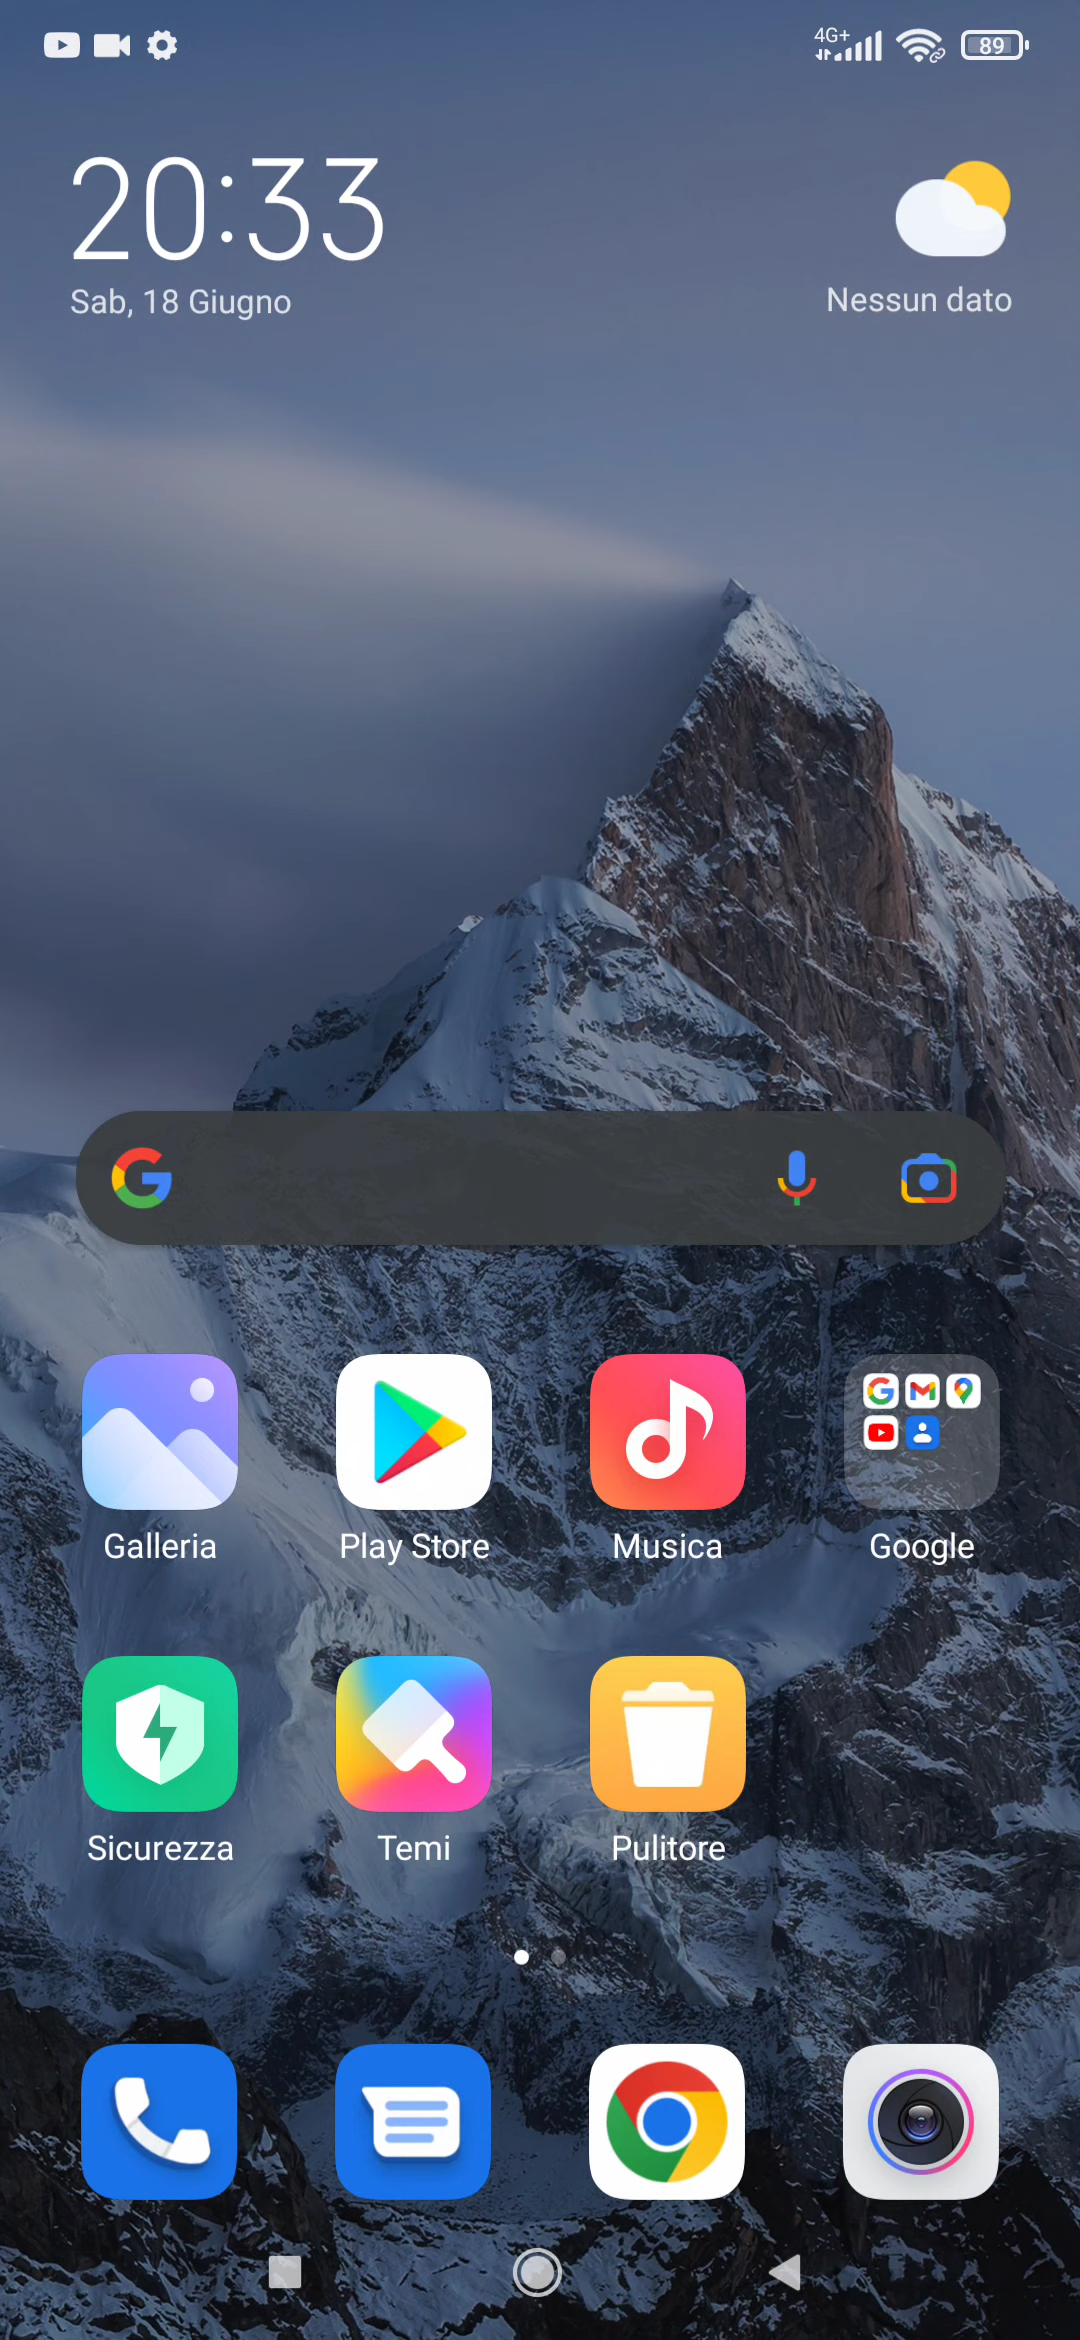 4G+
89
20:33
Sab, 18 Giugno
Nessun dato
Galleria
Play Store
Musica
Google
Sicurezza
Temi
Pulitore